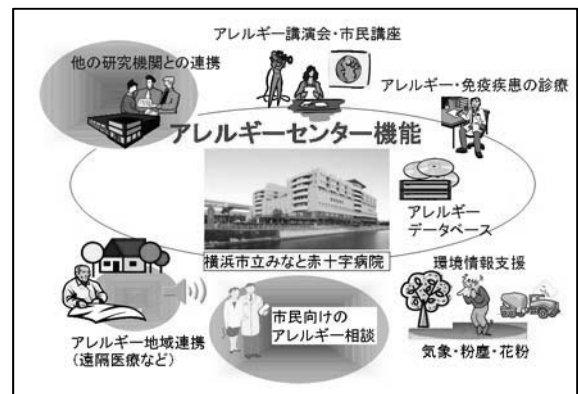 アレルギー講演会・市民講座
他の研究機関との連携
アレルギー・免疫疾患の診療
アレルギーセンター機能
アレルギー
データベース
横浜市立みなと赤十字病院
環境情報支援
市民向けの
アレルギー相談
アレルギー地域連携
(遠隔医療など)
気象・粉塵・花粉